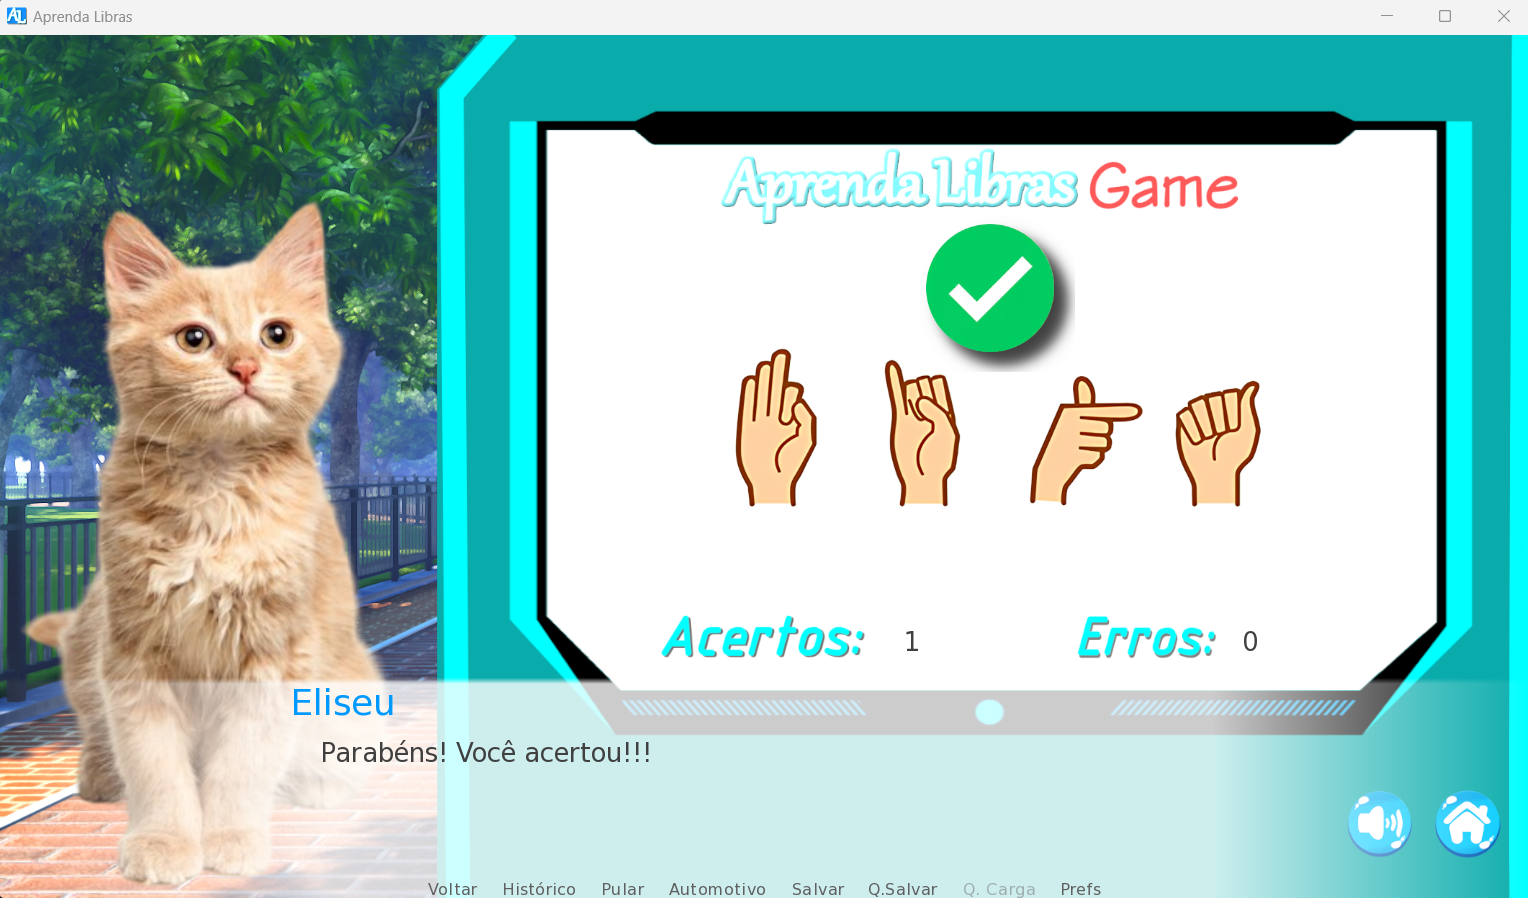 Aprenda Libras
Aprenda Libras Game
Acertos: 1 Erros: 0
Eliseu
Parabéns! Você acertou!!!
Voltar Histórico Pular Automotivo Salvar Q.Salvar Q. Carga Prefs